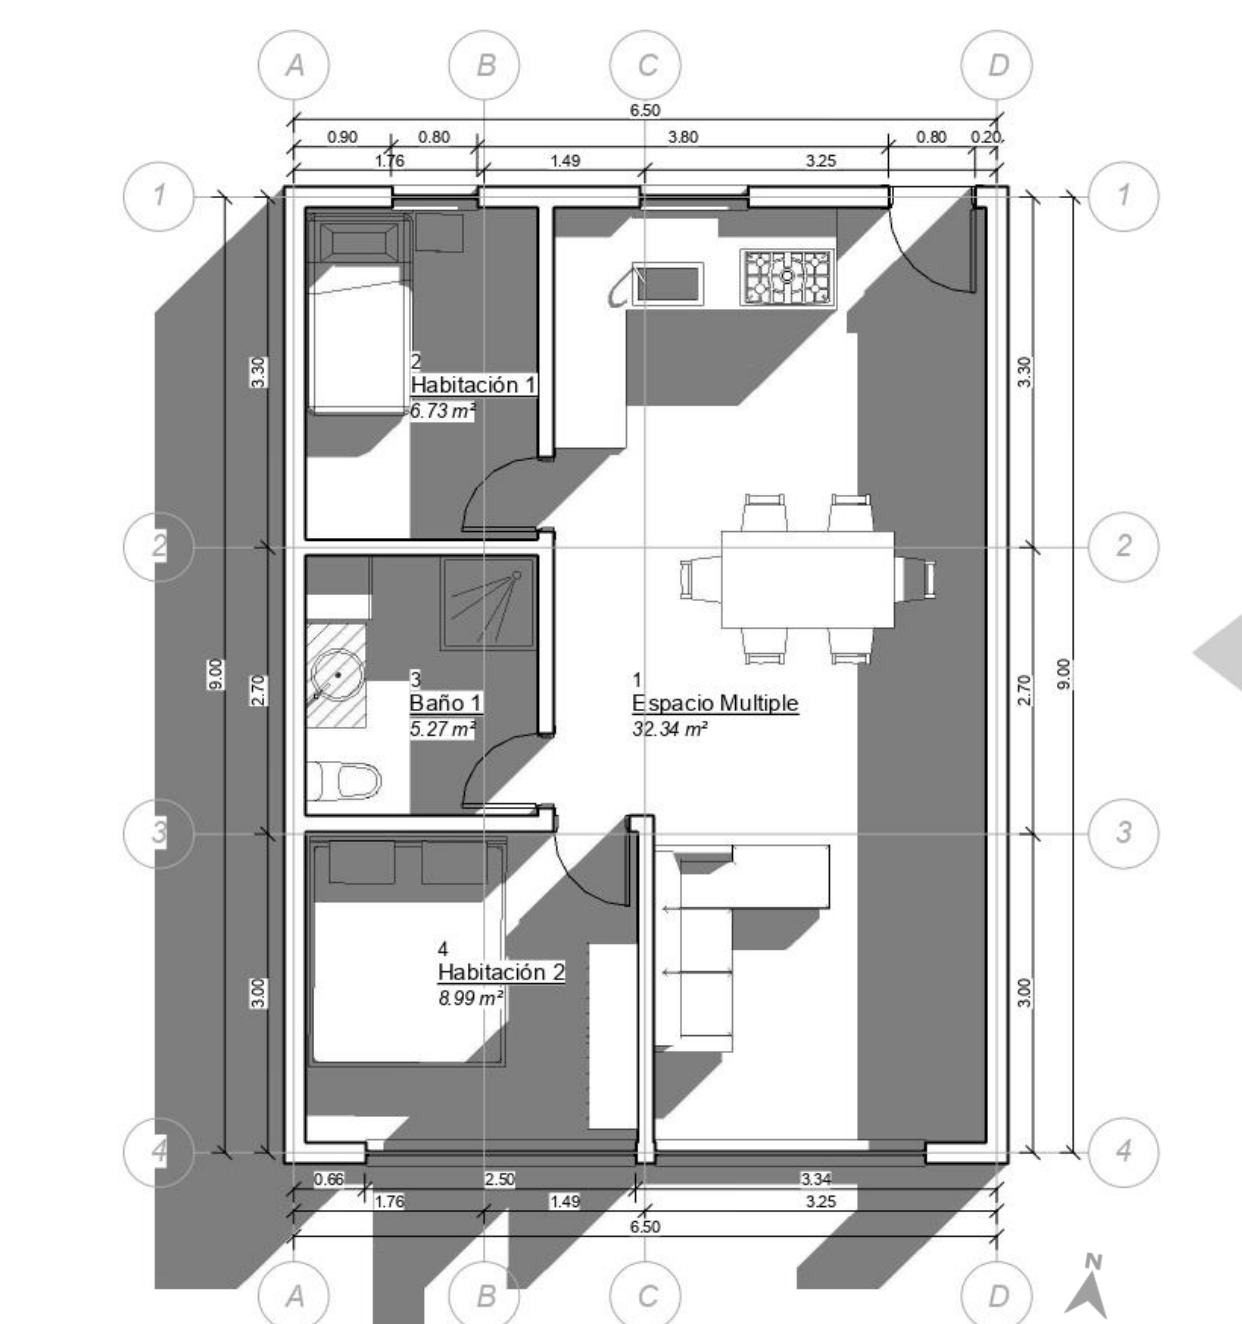 A B C D
6.50
0.90 0.80 3.80 0.80 0.20
1.76 1.49 3.25
1 1
3.30 3.30
2
Habitación 1
6.73 m²
2 2
9.00 2.70 2.70 9.00
3
Baño 1
5.27 m²
1
Espacio Multiple
32.34 m²
3 3
4
Habitación 2
8.99 m²
3.00 3.00
4 4
0.66 2.50 3.34
1.76 1.49 3.25
6.50
N
A B C D